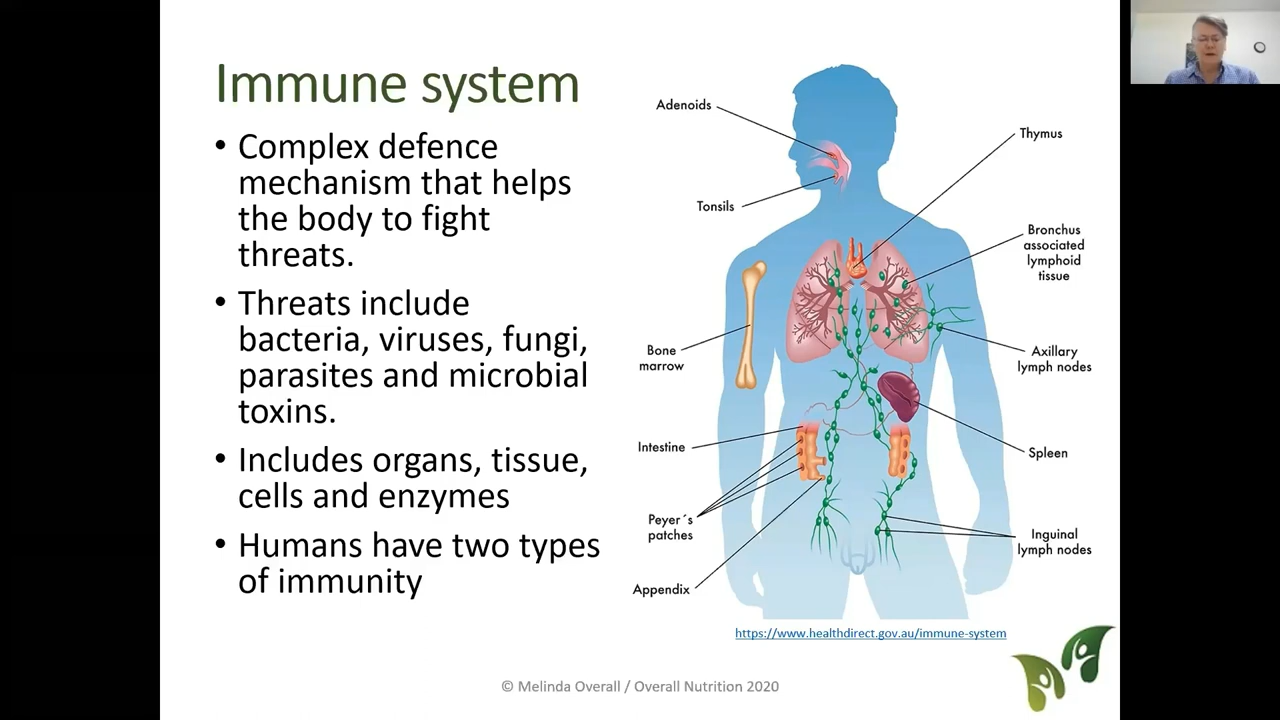 Immune system
• Complex defence
mechanism that helps
the body to fight
threats.
• Threats include
bacteria, viruses, fungi,
parasites and microbial
toxins.
• Includes organs, tissue,
cells and enzymes
• Humans have two types
of immunity
Adenoids
Tonsils
Thymus
Bronchus
associated
lymphoid
tissue
Bone
marrow
Axillary
lymph nodes
Intestine
Spleen
Peyer´s
patches
Inguinal
lymph nodes
Appendix
https://www.healthdirect.gov.au/immune-system
© Melinda Overall / Overall Nutrition 2020